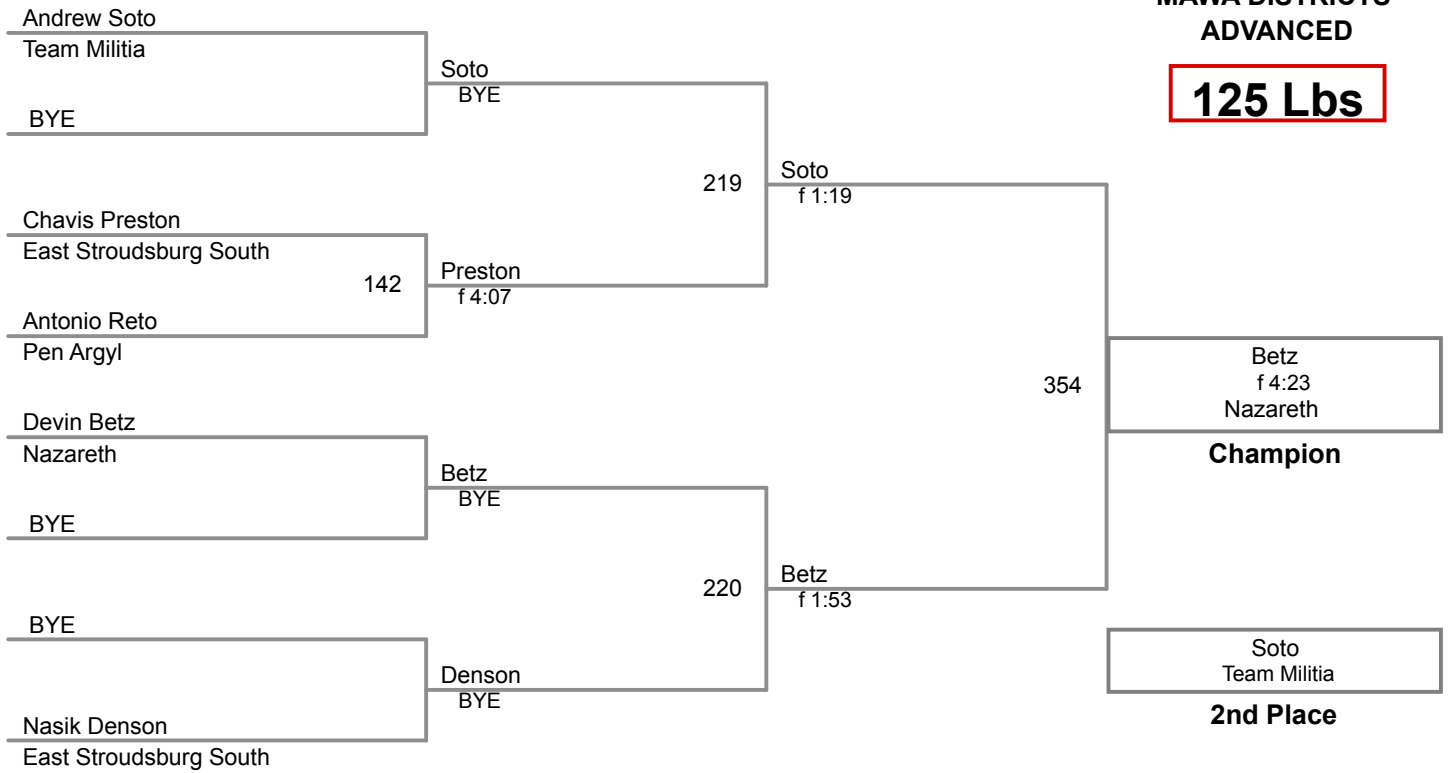 MAWA DISTRICTS
ADVANCED
125 Lbs
Andrew Soto
Team Militia
BYE
Chavis Preston
East Stroudsburg South
142
Antonio Reto
Pen Argyl
Devin Betz
Nazareth
BYE
BYE
Nasik Denson
East Stroudsburg South
Soto
BYE
219
Preston
f 4:07
Betz
BYE
220
Denson
BYE
Soto
f 1:19
354
Betz
f 1:53
Betz
f 4:23
Nazareth
Champion
Soto
Team Militia
2nd Place